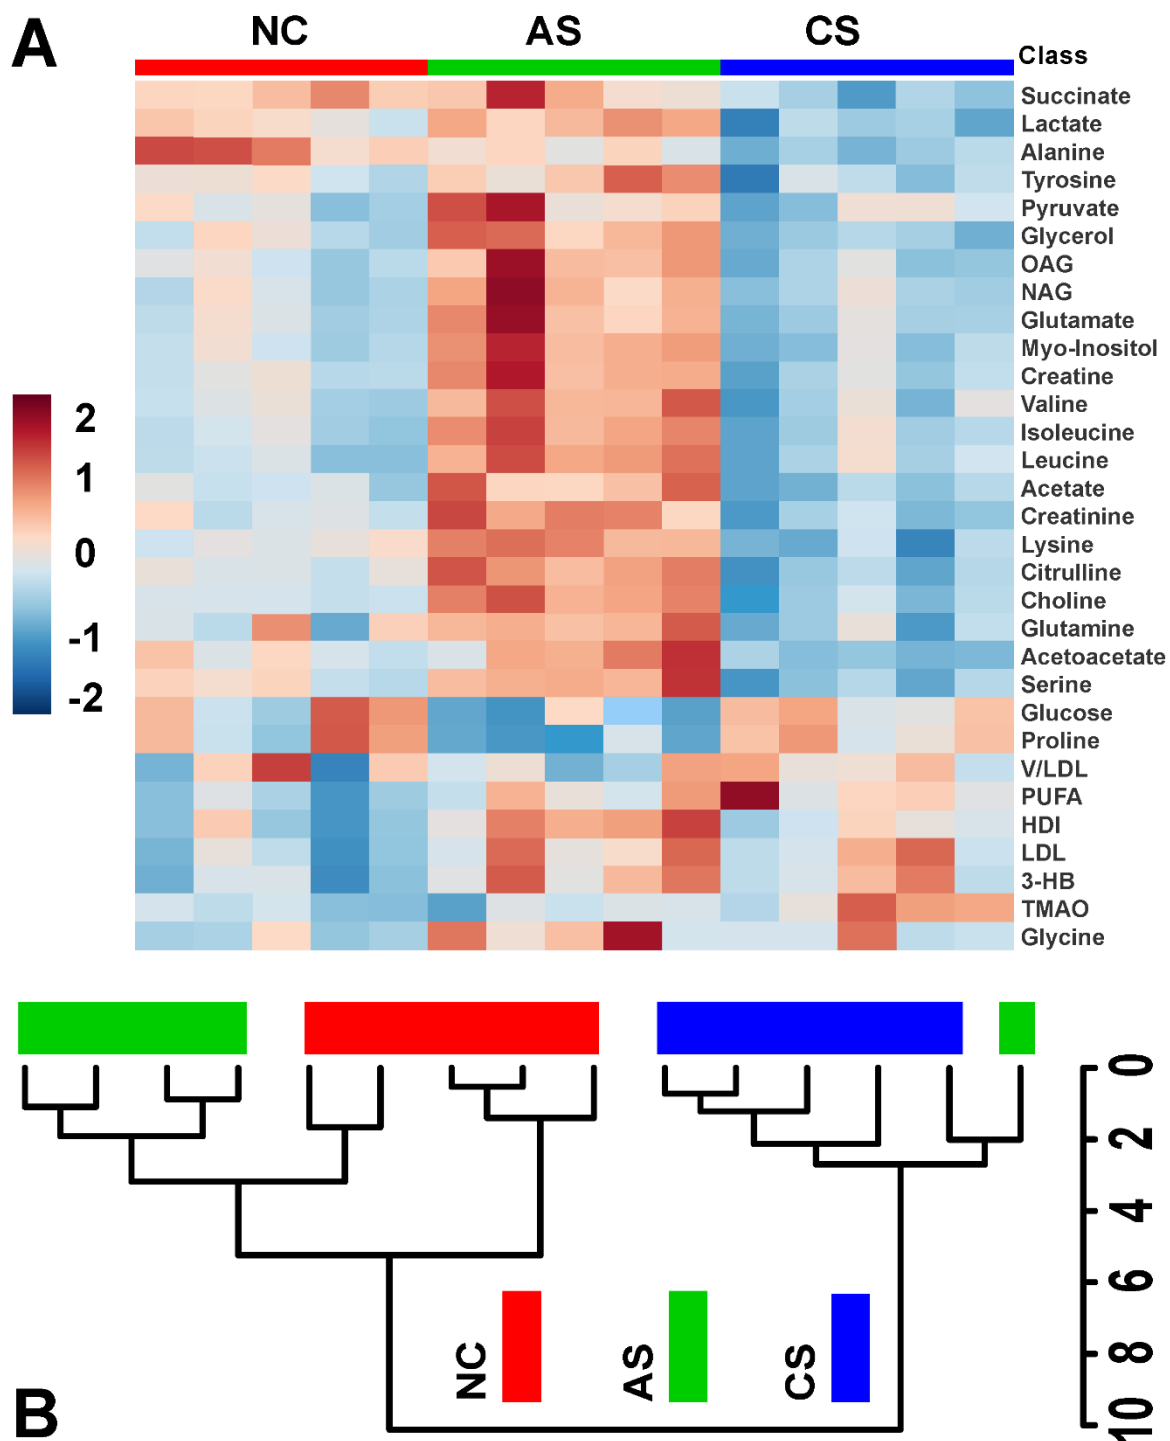 A
NC AS CS
Class
Succinate
Lactate
Alanine
Tyrosine
Pyruvate
Glycerol
OAG
NAG
Glutamate
Myo-Inositol
Creatine
Valine
Isoleucine
Leucine
Acetate
Creatinine
Lysine
Citrulline
Choline
Glutamine
Acetoacetate
Serine
Glucose
Proline
V/LDL
PUFA
HDI
LDL
3-HB
TMAO
Glycine
2
1
0
-1
-2
0
2
4
6
8
10
NC
AS
CS
B